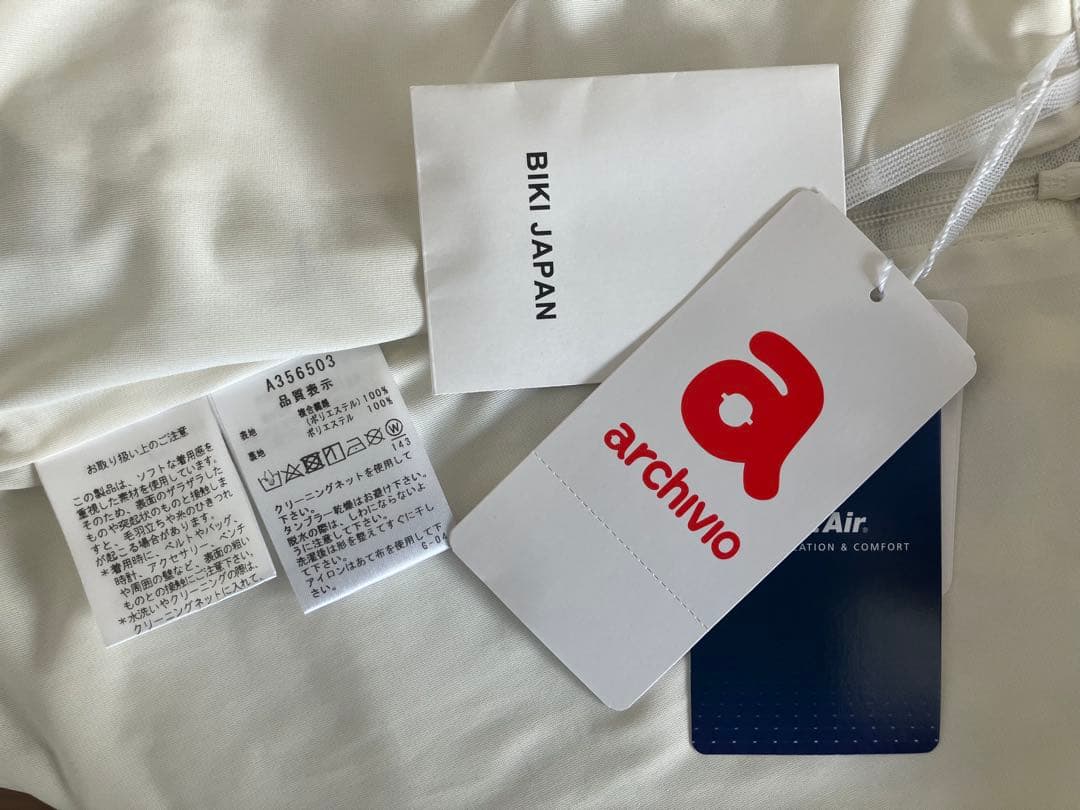 BIKI JAPAN
archivio
Air®
ATION & COMFORT
A356503
品質表示
表地 複合繊維
(ポリエステル)100%
裏地 ポリエステル 100%
143
クリーニングネットを使用して
下さい。
タンブラー乾燥はお避け下さい。
脱水の際は、しわにならないよ
うに注意して下さい。
洗濯後は形を整えてすぐに干し
て下さい。
アイロンはあて布を使用して下
さい。
6-04
お取り扱い上のご注意
この製品は、ソフトな着用感を
重視した素材を使用しています。
そのため、表面のザラザラした
ものや突起状のものと接触しま
すと、毛羽立ちや糸のひきつれ
が起こる場合があります。
*着用時に、ベルトやバッグ、
時計、アクセサリー、ベンチ
や周囲の壁など、表面の粗い
ものとの接触にご注意下さい。
*水洗いやクリーニングの際は、
クリーニングネットに入れて、